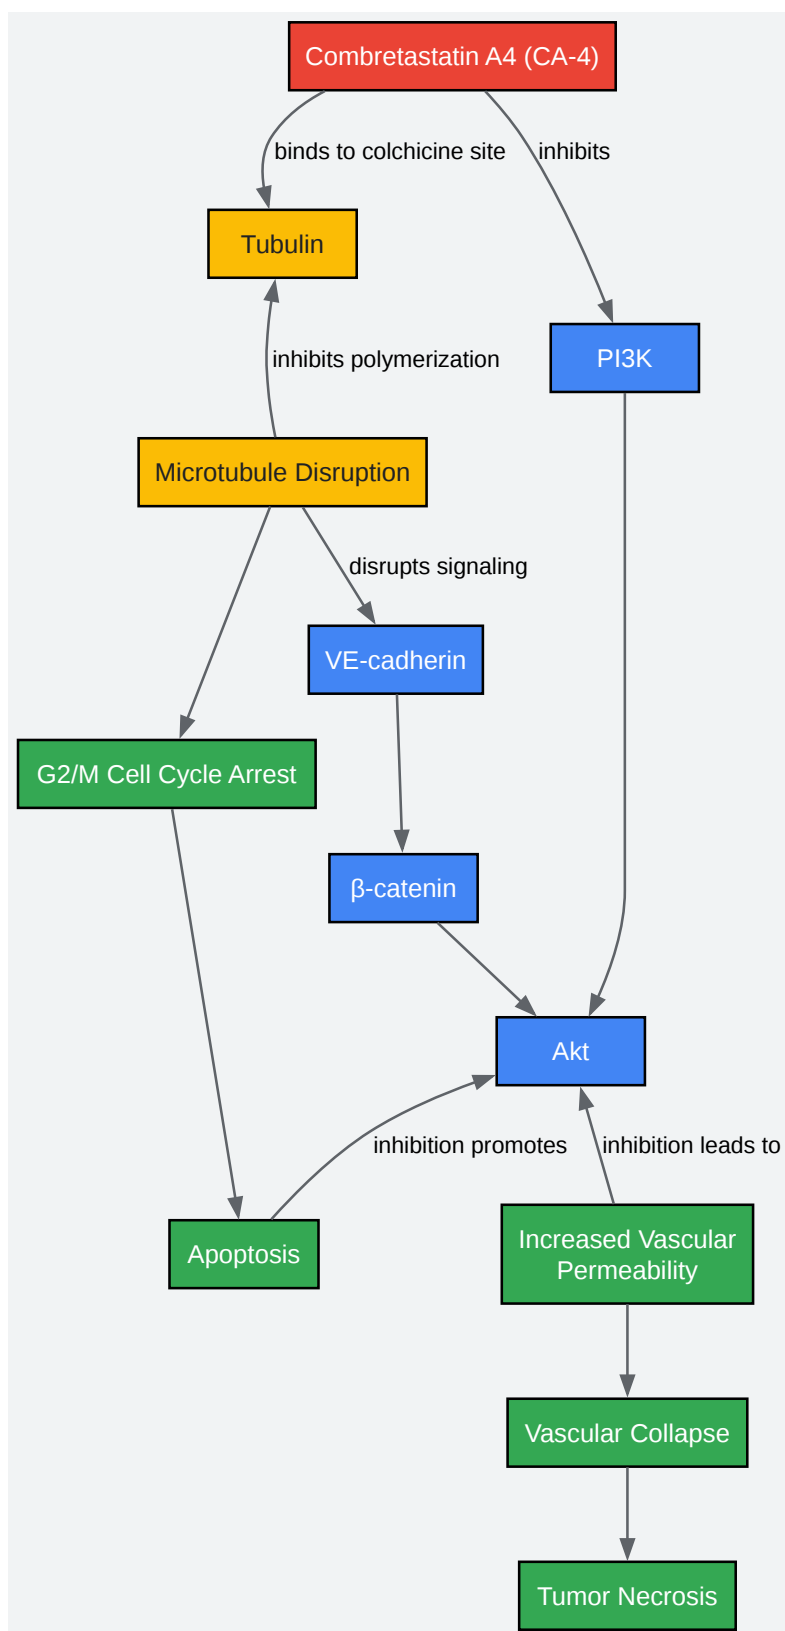 Combretastatin A4 (CA-4)
binds to colchicine site
inhibits
Tubulin
inhibits polymerization
PI3K
Microtubule Disruption
disrupts signaling
VE-cadherin
G2/M Cell Cycle Arrest
β-catenin
Akt
inhibition promotes
inhibition leads to
Apoptosis
Increased Vascular
Permeability
Vascular Collapse
Tumor Necrosis